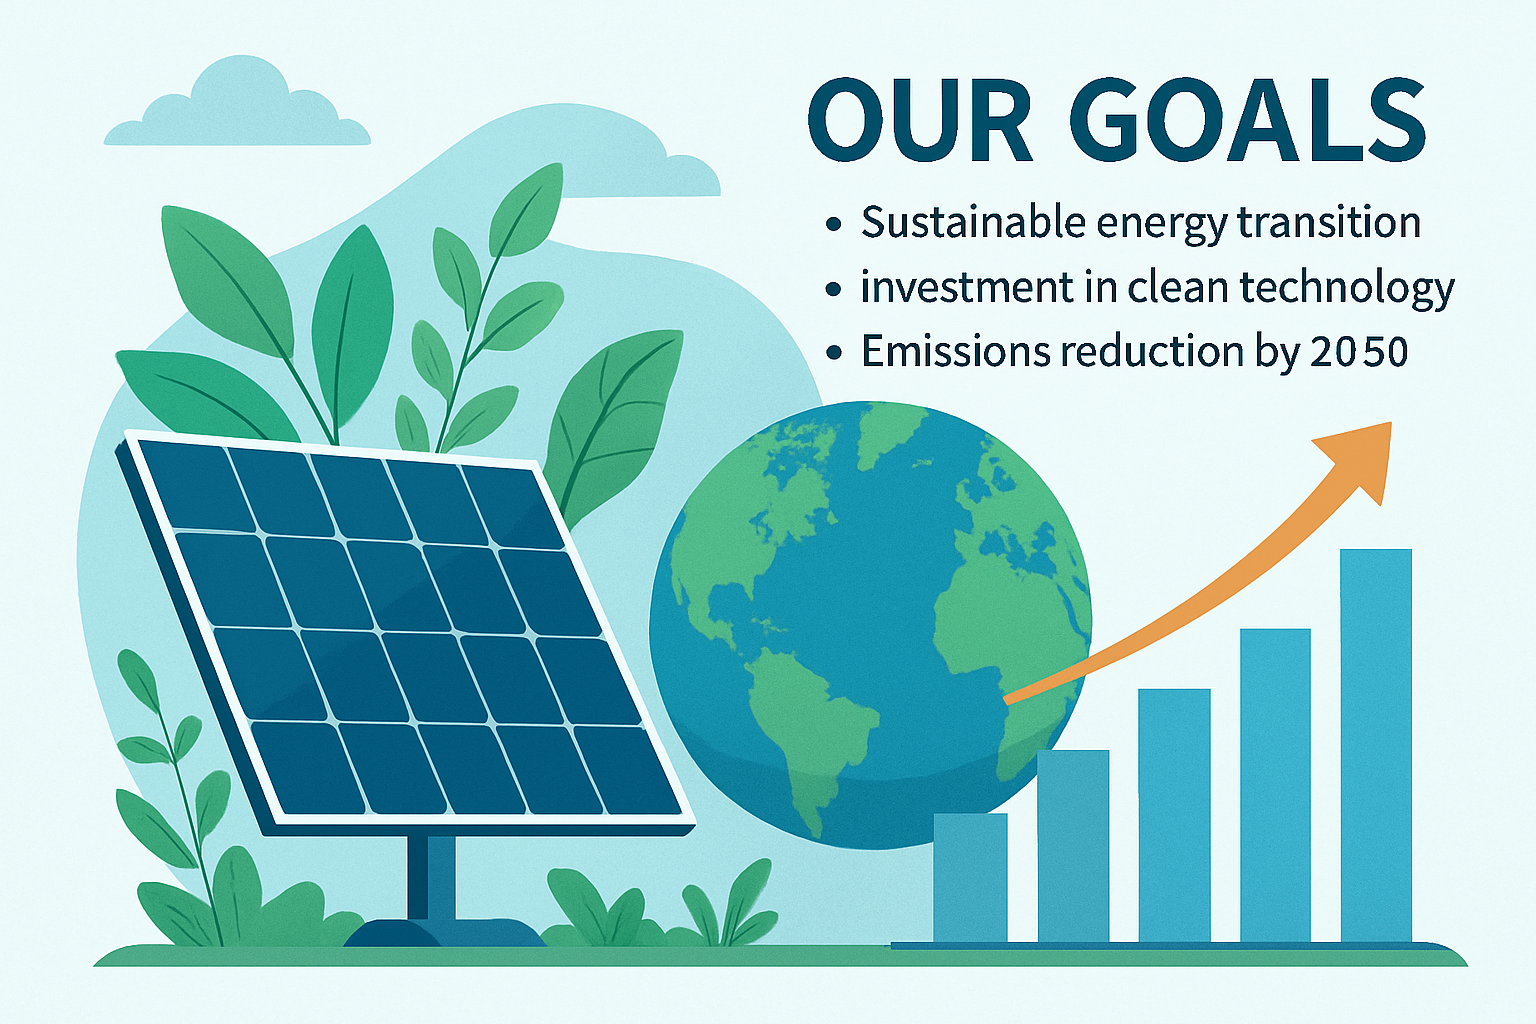 OUR GOALS
• Sustainable energy transition
• investment in clean technology
• Emissions reduction by 2050